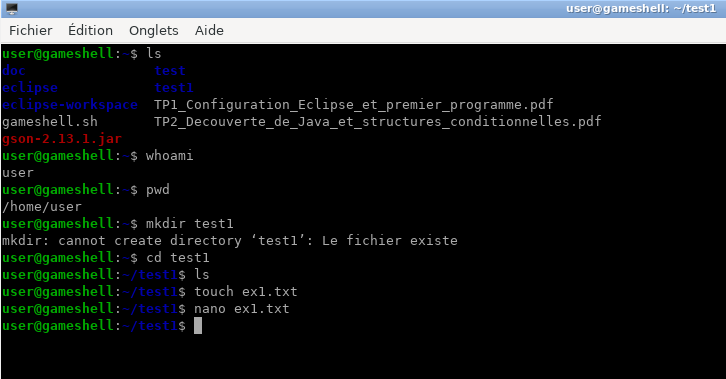 user@gameshell: ~/test1
Fichier Édition Onglets Aide
user@gameshell:~$ ls
doc test
eclipse test1
eclipse-workspace TP1_Configuration_Eclipse_et_premier_programme.pdf
gameshell.sh TP2_Decouverte_de_Java_et_structures_conditionnelles.pdf
gson-2.13.1.jar
user@gameshell:~$ whoami
user
user@gameshell:~$ pwd
/home/user
user@gameshell:~$ mkdir test1
mkdir: cannot create directory ‘test1’: Le fichier existe
user@gameshell:~$ cd test1
user@gameshell:~/test1$ ls
user@gameshell:~/test1$ touch ex1.txt
user@gameshell:~/test1$ nano ex1.txt
user@gameshell:~/test1$